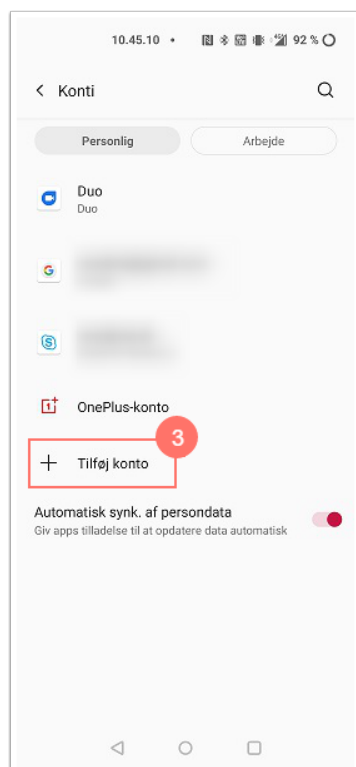 10.45.10 • 92 %
Konti
Personlig
Arbejde
Duo
Duo
OnePlus-konto
3
Tilføj konto
Automatisk synk. af persondata
Giv apps tilladelse til at opdatere data automatisk